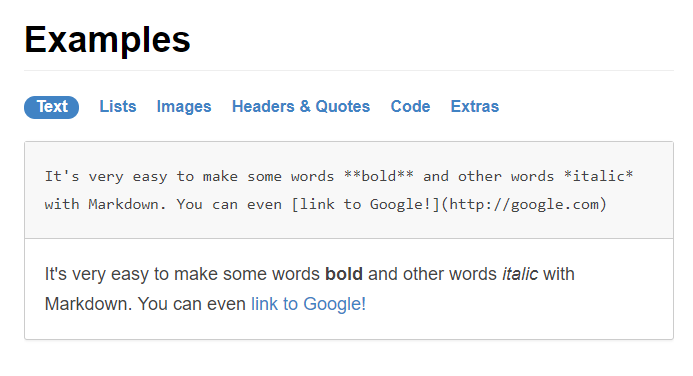 Examples
Text Lists Images Headers & Quotes Code Extras
It's very easy to make some words **bold** and other words *italic*
with Markdown. You can even [link to Google!](http://google.com)
It's very easy to make some words bold and other words italic with
Markdown. You can even link to Google!